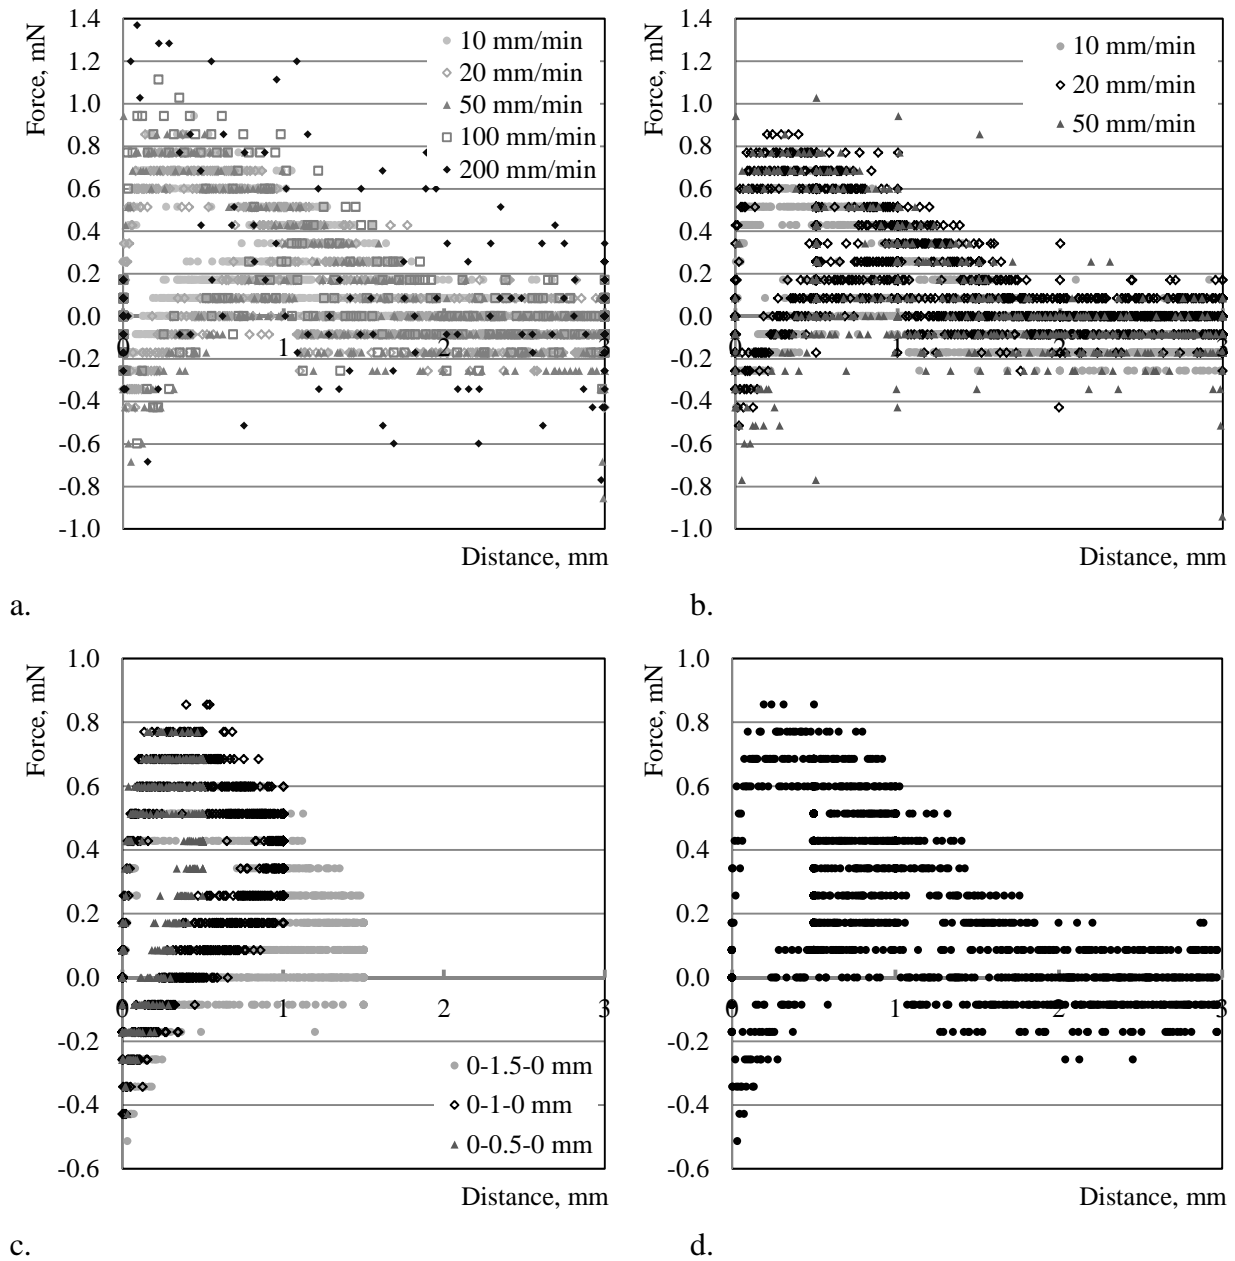 Force, mN
1.4
1.2
1.0
0.8
0.6
0.4
0.2
0.0
-0.2
-0.4
-0.6
-0.8
-1.0
0 1 2 3
10 mm/min
20 mm/min
50 mm/min
100 mm/min
200 mm/min
Distance, mm
a.
Force, mN
1.4
1.2
1.0
0.8
0.6
0.4
0.2
0.0
-0.2
-0.4
-0.6
-0.8
-1.0
0 1 2 3
10 mm/min
20 mm/min
50 mm/min
Distance, mm
b.
Force, mN
1.0
0.8
0.6
0.4
0.2
0.0
-0.2
-0.4
-0.6
0 1 2 3
0-1.5-0 mm
0-1-0 mm
0-0.5-0 mm
Distance, mm
c.
Force, mN
1.0
0.8
0.6
0.4
0.2
0.0
-0.2
-0.4
-0.6
0 1 2 3
Distance, mm
d.